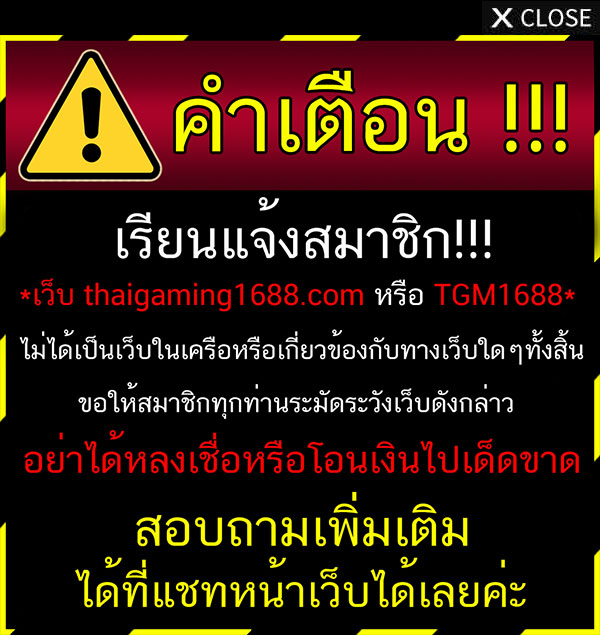 X CLOSE
คำเตือน !!!
เรียนแจ้งสมาชิก!!!
*เว็บ thaigaming1688.com หรือ TGM1688*
ไม่ได้เป็นเว็บในเครือหรือเกี่ยวข้องกับทางเว็บใดๆทั้งสิ้น
ขอให้สมาชิกทุกท่านระมัดระวังเว็บดังกล่าว
อย่าได้หลงเชื่อหรือโอนเงินไปเด็ดขาด
สอบถามเพิ่มเติม
ได้ที่แชทหน้าเว็บได้เลยค่ะ